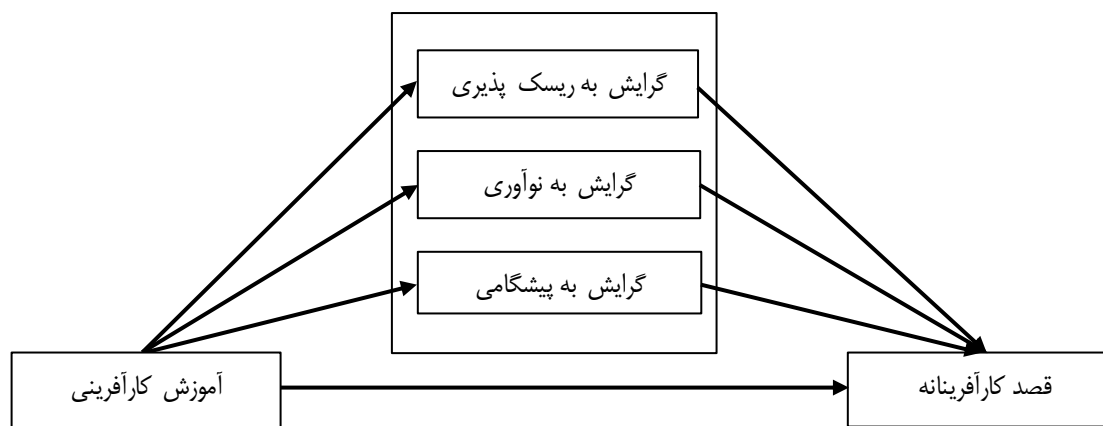 گرایش به ریسک پذیری
گرایش به نوآوری
گرایش به پیشگامی
قصد کارآفرینانه
آموزش کارآفرینی